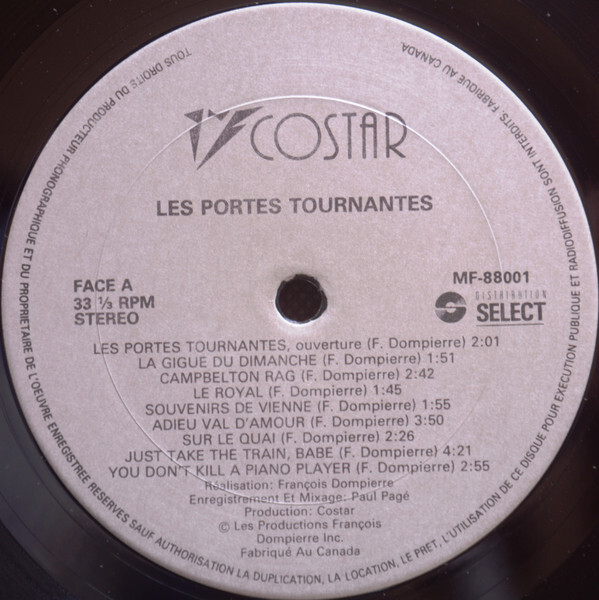 COSTAR
LES PORTES TOURNANTES
FACE A
33 ⅓ RPM
STEREO
MF-88001
DISTRIBUTION
SELECT
LES PORTES TOURNANTES, ouverture (F. Dompierre) 2:01
LA GIGUE DU DIMANCHE (F. Dompierre) 1:51
CAMPBELTON RAG (F. Dompierre) 2:42
LE ROYAL (F. Dompierre) 1:45
SOUVENIRS DE VIENNE (F. Dompierre) 1:55
ADIEU VAL D'AMOUR (F. Dompierre) 3:50
SUR LE QUAI (F. Dompierre) 2:26
JUST TAKE THE TRAIN, BABE (F. Dompierre) 4:21
YOU DON'T KILL A PIANO PLAYER (F. Dompierre) 2:55
Réalisation: François Dompierre
Enregistrement Et Mixage: Paul Pagé
Production: Costar
© Les Productions François
Dompierre Inc.
Fabriqué Au Canada
TOUS DROITS DU PRODUCTEUR PHONOGRAPHIQUE ET DU PROPRIETAIRE DE L'OEUVRE ENREGISTREE RESERVES SAUF AUTHORISATION LA DUPLICATION, LA LOCATION, LE PRET, L'UTILISATION DE CE DISQUE POUR EXECUTION PUBLIQUE ET RADIODIFFUSION SONT INTERDITS FABRIQUE AU CANADA